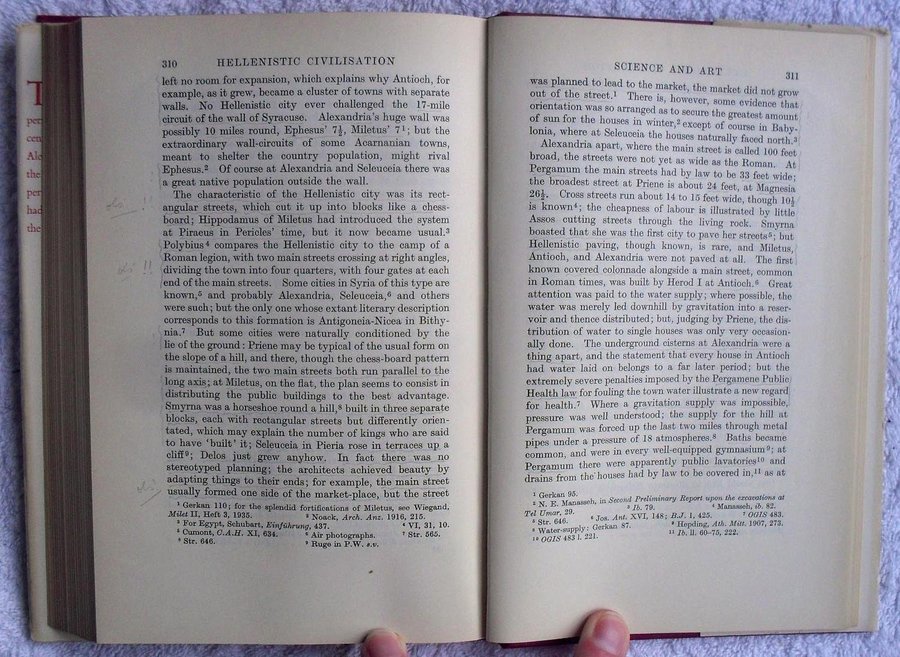 T
per
cen
Ale
the
per
had
the
310 HELLENISTIC CIVILISATION
left no room for expansion, which explains why Antioch, for
example, as it grew, became a cluster of towns with separate
walls. No Hellenistic city ever challenged the 17-mile
circuit of the wall of Syracuse. Alexandria's huge wall was
possibly 10 miles round, Ephesus' 7½, Miletus' 7¹; but the
extraordinary wall-circuits of some Acarnanian towns,
meant to shelter the country population, might rival
Ephesus.² Of course at Alexandria and Seleuceia there was
a great native population outside the wall.
The characteristic of the Hellenistic city was its rect-
angular streets, which cut it up into blocks like a chess-
board; Hippodamus of Miletus had introduced the system
at Piraeus in Pericles' time, but it now became usual.³
Polybius⁴ compares the Hellenistic city to the camp of a
Roman legion, with two main streets crossing at right angles,
dividing the town into four quarters, with four gates at each
end of the main streets. Some cities in Syria of this type are
known,⁵ and probably Alexandria, Seleuceia,⁶ and others
were such; but the only one whose extant literary description
corresponds to this formation is Antigoneia-Nicea in Bithy-
nia.⁷ But some cities were naturally conditioned by the
lie of the ground: Priene may be typical of the usual form on
the slope of a hill, and there, though the chess-board pattern
is maintained, the two main streets both run parallel to the
long axis; at Miletus, on the flat, the plan seems to consist in
distributing the public buildings to the best advantage.
Smyrna was a horseshoe round a hill,⁸ built in three separate
blocks, each with rectangular streets but differently orien-
tated, which may explain the number of kings who are said
to have 'built' it; Seleuceia in Pieria rose in terraces up a
cliff⁹; Delos just grew anyhow. In fact there was no
stereotyped planning; the architects achieved beauty by
adapting things to their ends; for example, the main street
usually formed one side of the market-place, but the street
¹ Gerkan 110; for the splendid fortifications of Miletus, see Wiegand,
Milet II, Heft 3, 1935. ² Noack, Arch. Anz. 1916, 215.
³ For Egypt, Schubart, Einführung, 437. ⁴ VI, 31, 10.
⁵ Cumont, C.A.H. XI, 634. ⁶ Air photographs. ⁷ Str. 565.
⁸ Str. 646. ⁹ Ruge in P.W. s.v.
SCIENCE AND ART 311
was planned to lead to the market, the market did not grow
out of the street.¹ There is, however, some evidence that
orientation was so arranged as to secure the greatest amount
of sun for the houses in winter,² except of course in Baby-
lonia, where at Seleuceia the houses naturally faced north.³
Alexandria apart, where the main street is called 100 feet
broad, the streets were not yet as wide as the Roman. At
Pergamum the main streets had by law to be 33 feet wide;
the broadest street at Priene is about 24 feet, at Magnesia
26½. Cross streets run about 14 to 15 feet wide, though 10½
is known⁴; the cheapness of labour is illustrated by little
Assos cutting streets through the living rock. Smyrna
boasted that she was the first city to pave her streets⁵; but
Hellenistic paving, though known, is rare, and Miletus,
Antioch, and Alexandria were not paved at all. The first
known covered colonnade alongside a main street, common
in Roman times, was built by Herod I at Antioch.⁶ Great
attention was paid to the water supply; where possible, the
water was merely led downhill by gravitation into a reser-
voir and thence distributed; but, judging by Priene, the dis-
tribution of water to single houses was only very occasion-
ally done. The underground cisterns at Alexandria were a
thing apart, and the statement that every house in Antioch
had water laid on belongs to a far later period; but the
extremely severe penalties imposed by the Pergamene Public
Health law for fouling the town water illustrate a new regard
for health.⁷ Where a gravitation supply was impossible,
pressure was well understood; the supply for the hill at
Pergamum was forced up the last two miles through metal
pipes under a pressure of 18 atmospheres.⁸ Baths became
common, and were in every well-equipped gymnasium⁹; at
Pergamum there were apparently public lavatories¹⁰ and
drains from the houses had by law to be covered in,¹¹ as at
¹ Gerkan 95.
² N. E. Manasseh, in Second Preliminary Report upon the excavations at
Tel Umar, 29. ³ Ib. 79. ⁴ Manasseh, ib. 82.
⁵ Str. 646. ⁶ Jos. Ant. XVI, 148; B.J. 1, 425. ⁷ OGIS 483.
⁸ Water-supply: Gerkan 87. ⁹ Hepding, Ath. Mitt. 1907, 273.
¹⁰ OGIS 483 l. 221. ¹¹ Ib. ll. 60-75, 222.